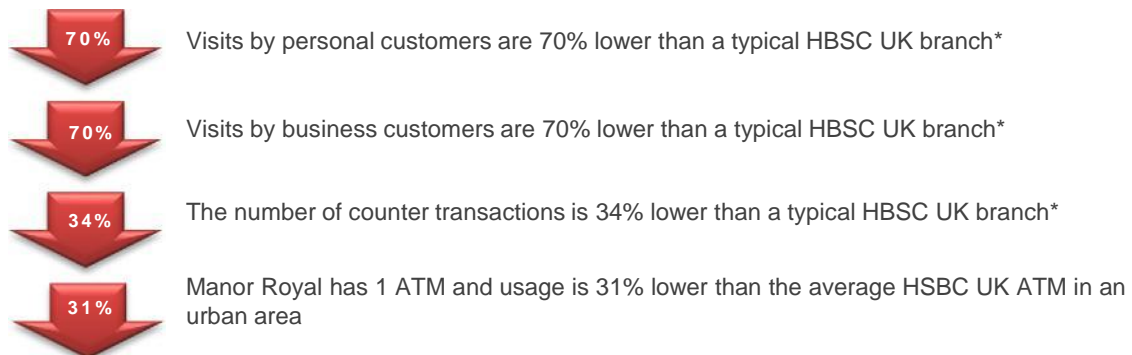 70%
Visits by personal customers are 70% lower than a typical HBSC UK branch*
70%
Visits by business customers are 70% lower than a typical HBSC UK branch*
34%
The number of counter transactions is 34% lower than a typical HBSC UK branch*
31%
Manor Royal has 1 ATM and usage is 31% lower than the average HSBC UK ATM in an
urban area